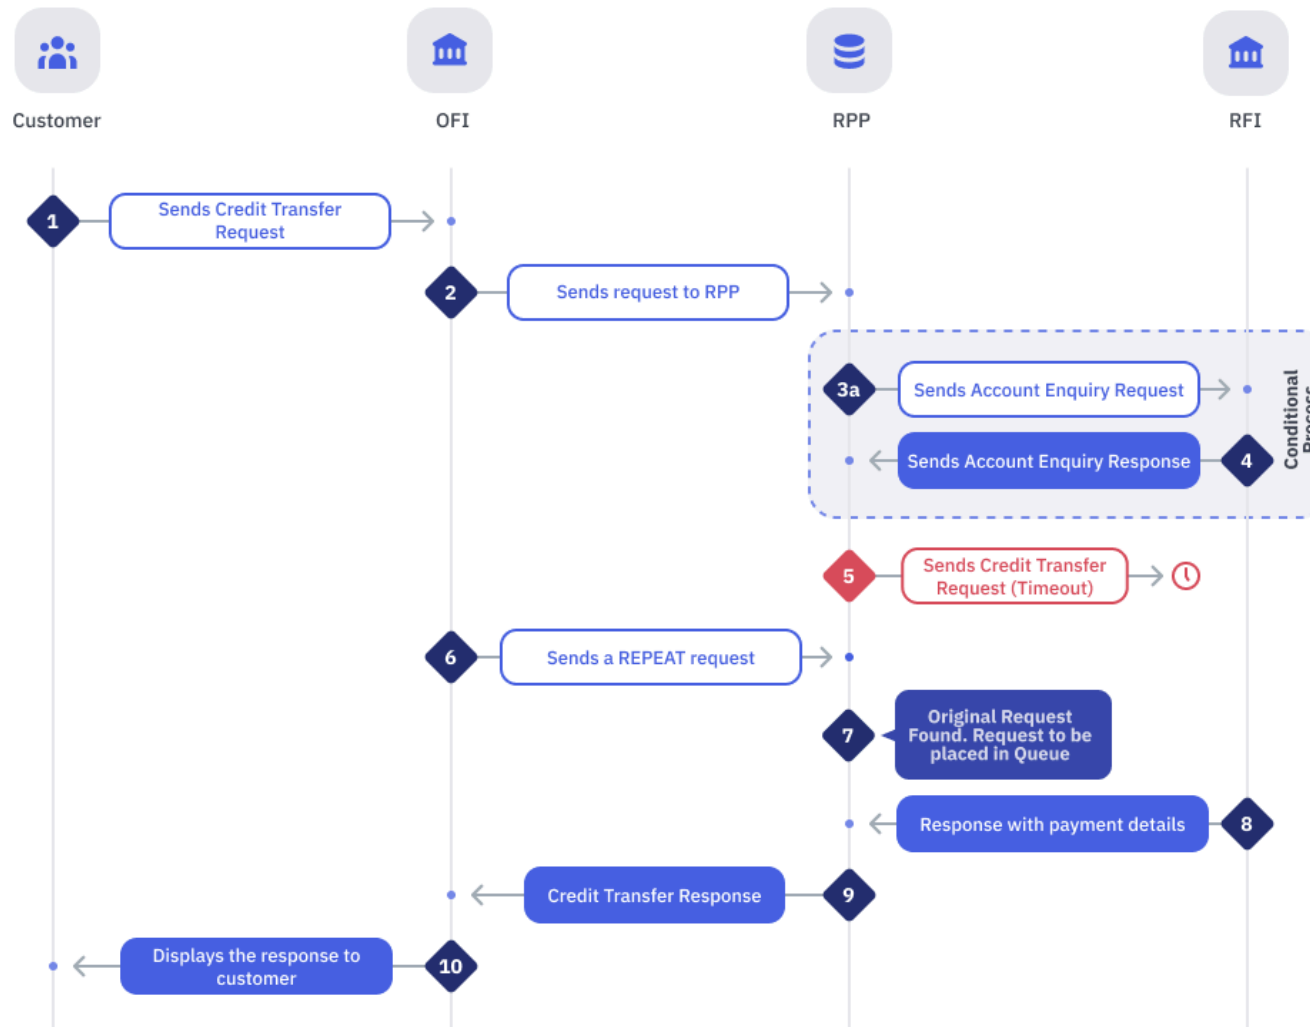 Customer
OFI
RPP
RFI
1
Sends Credit Transfer
Request
2
Sends request to RPP
3a
Sends Account Enquiry Request
Sends Account Enquiry Response
4
Conditional
Process
5
Sends Credit Transfer
Request (Timeout)
6
Sends a REPEAT request
7
Original Request
Found. Request to be
placed in Queue
Response with payment details
8
Credit Transfer Response
9
Displays the response to
customer
10